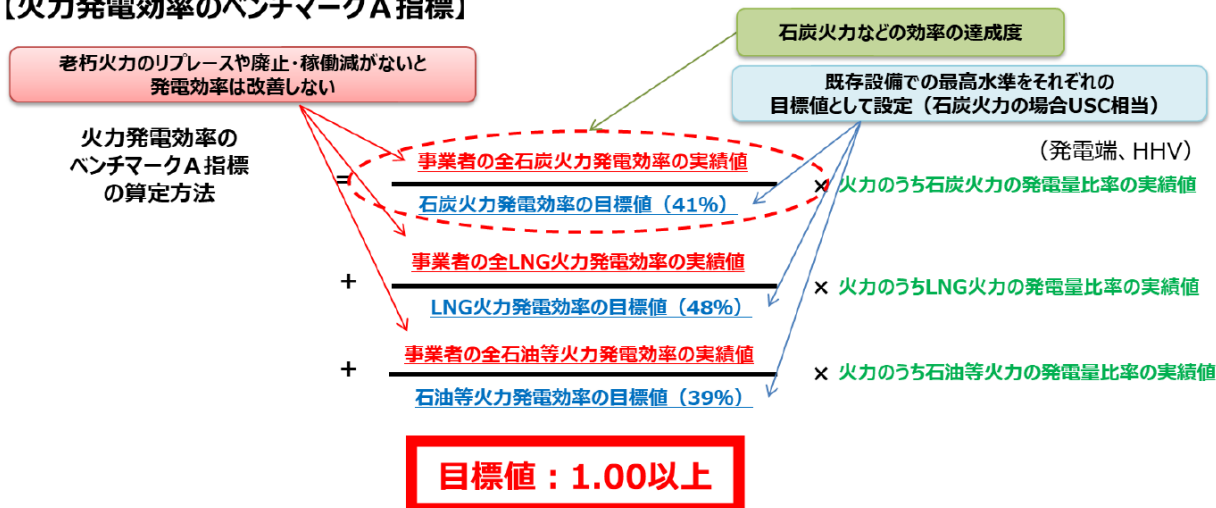 【火力発電効率のベンチマークA指標】
石炭火力などの効率の達成度
老朽火力のリプレースや廃止・稼働減がないと
発電効率は改善しない
既存設備での最高水準をそれぞれの
目標値として設定（石炭火力の場合USC相当）
火力発電効率の
ベンチマークA指標
の算定方法
（発電端、HHV）
=
事業者の全石炭火力発電効率の実績値
石炭火力発電効率の目標値（41%）
× 火力のうち石炭火力の発電量比率の実績値
+
事業者の全LNG火力発電効率の実績値
LNG火力発電効率の目標値（48%）
× 火力のうちLNG火力の発電量比率の実績値
+
事業者の全石油等火力発電効率の実績値
石油等火力発電効率の目標値（39%）
× 火力のうち石油等火力の発電量比率の実績値
目標値：1.00以上